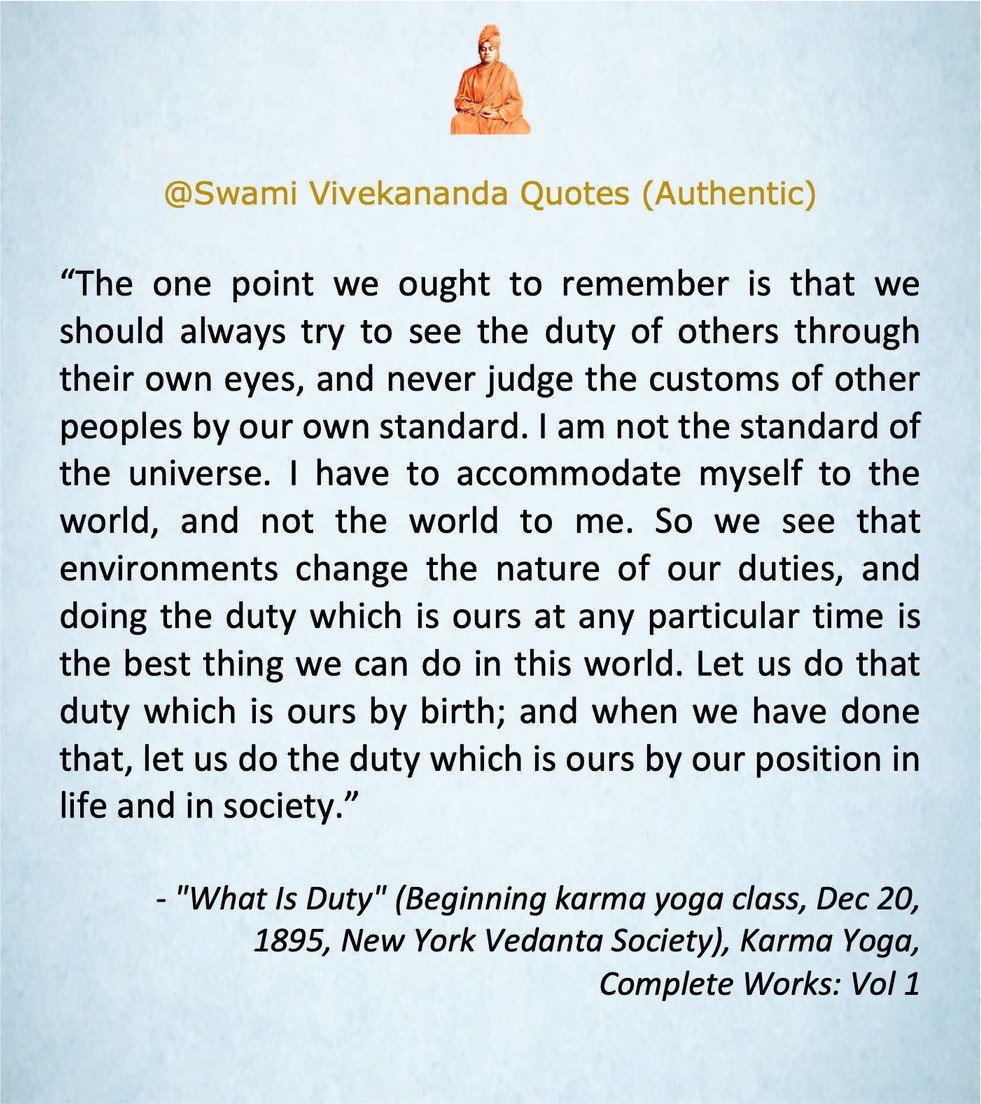 @Swami Vivekananda Quotes (Authentic)
“The one point we ought to remember is that we
should always try to see the duty of others through
their own eyes, and never judge the customs of other
peoples by our own standard. I am not the standard of
the universe. I have to accommodate myself to the
world, and not the world to me. So we see that
environments change the nature of our duties, and
doing the duty which is ours at any particular time is
the best thing we can do in this world. Let us do that
duty which is ours by birth; and when we have done
that, let us do the duty which is ours by our position in
life and in society.”
- "What Is Duty" (Beginning karma yoga class, Dec 20,
1895, New York Vedanta Society), Karma Yoga,
Complete Works: Vol 1